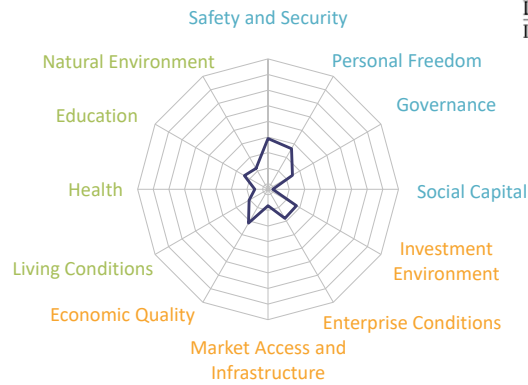 Safety and Security
Natural Environment
Personal Freedom
Education
Governance
Health
Social Capital
Investment
Environment
Living Conditions
Economic Quality
Enterprise Conditions
Market Access and
Infrastructure